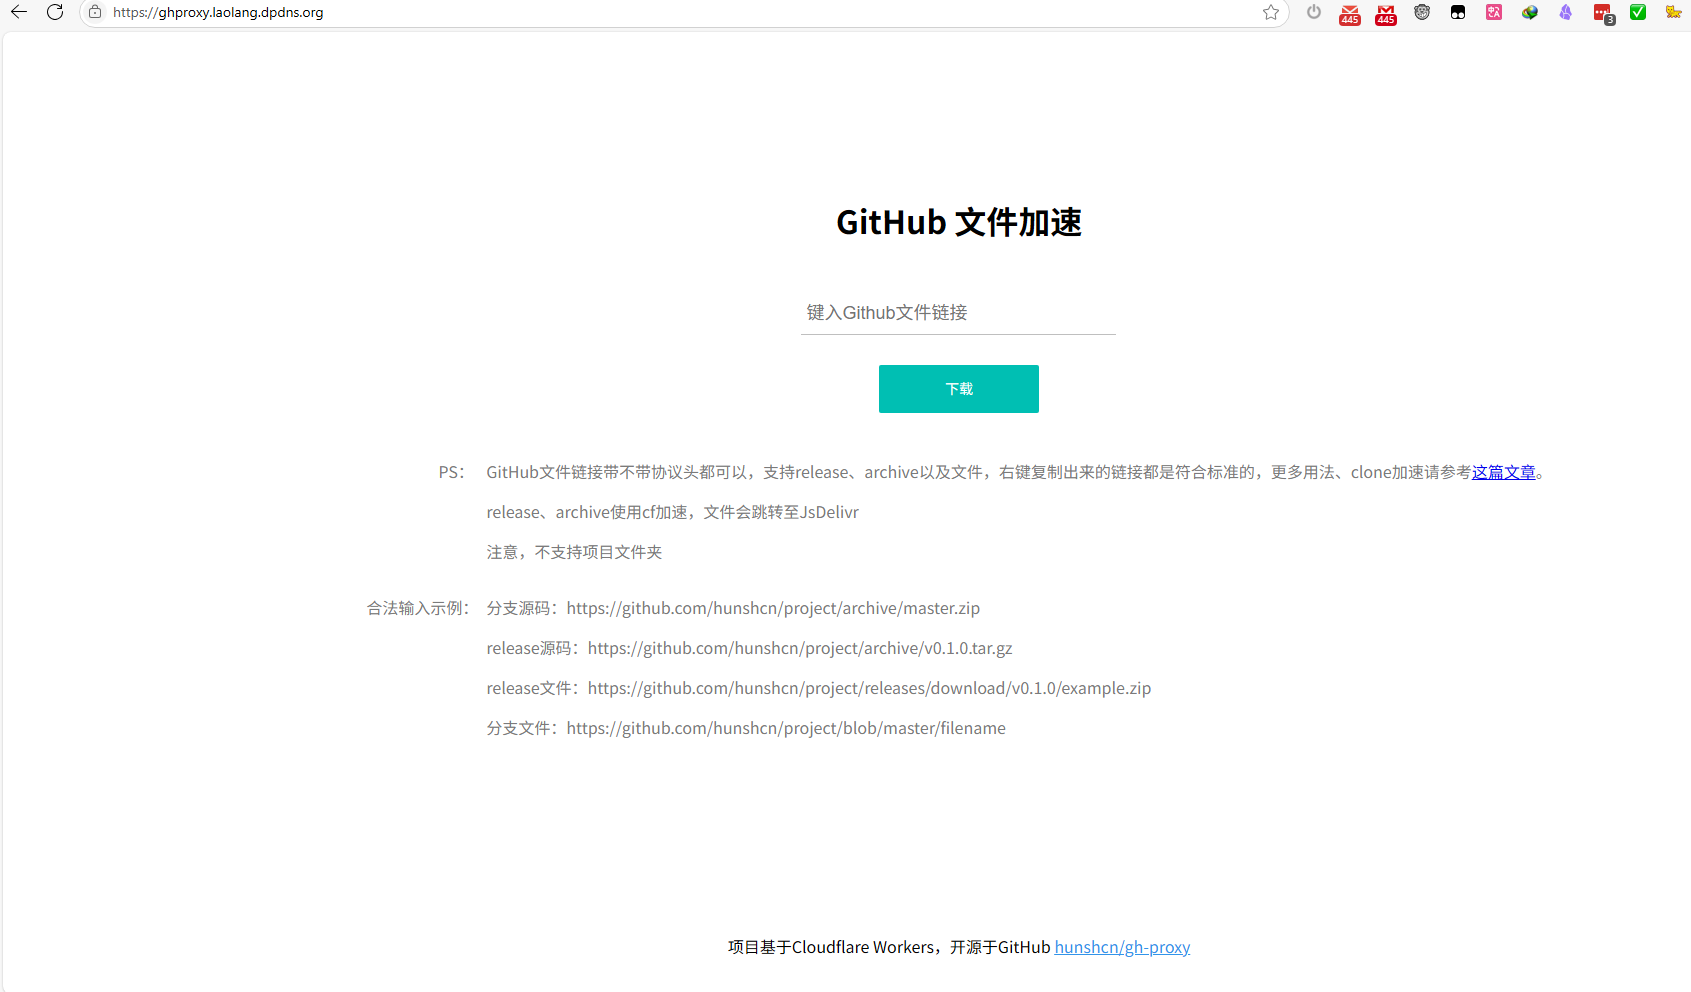 https://ghproxy.laolang.dpdns.org
445
445
3
GitHub 文件加速
键入Github文件链接
下载
PS： GitHub文件链接带不带协议头都可以，支持release、archive以及文件，右键复制出来的链接都是符合标准的，更多用法、clone加速请参考这篇文章。
release、archive使用cf加速，文件会跳转至JsDelivr
注意，不支持项目文件夹
合法输入示例： 分支源码：https://github.com/hunshcn/project/archive/master.zip
release源码：https://github.com/hunshcn/project/archive/v0.1.0.tar.gz
release文件：https://github.com/hunshcn/project/releases/download/v0.1.0/example.zip
分支文件：https://github.com/hunshcn/project/blob/master/filename
项目基于Cloudflare Workers，开源于GitHub hunshcn/gh-proxy